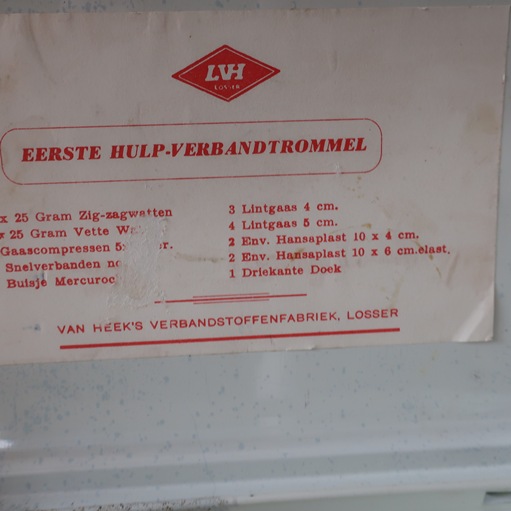 LVH
LOSSER
EERSTE HULP-VERBANDTROMMEL
x 25 Gram Zig-zagwatten
x 25 Gram Vette
Gaascompressen
Snelverbanden
Buisje
3 Lintgaas 4 cm.
4 Lintgaas 5 cm.
2 Env. Hansaplast 10 x 4 cm.
2 Env. Hansaplast 10 x 6 cm.elast.
1 Driekante Doek
VAN HEEK'S VERBANDSTOFFENFABRIEK, LOSSER